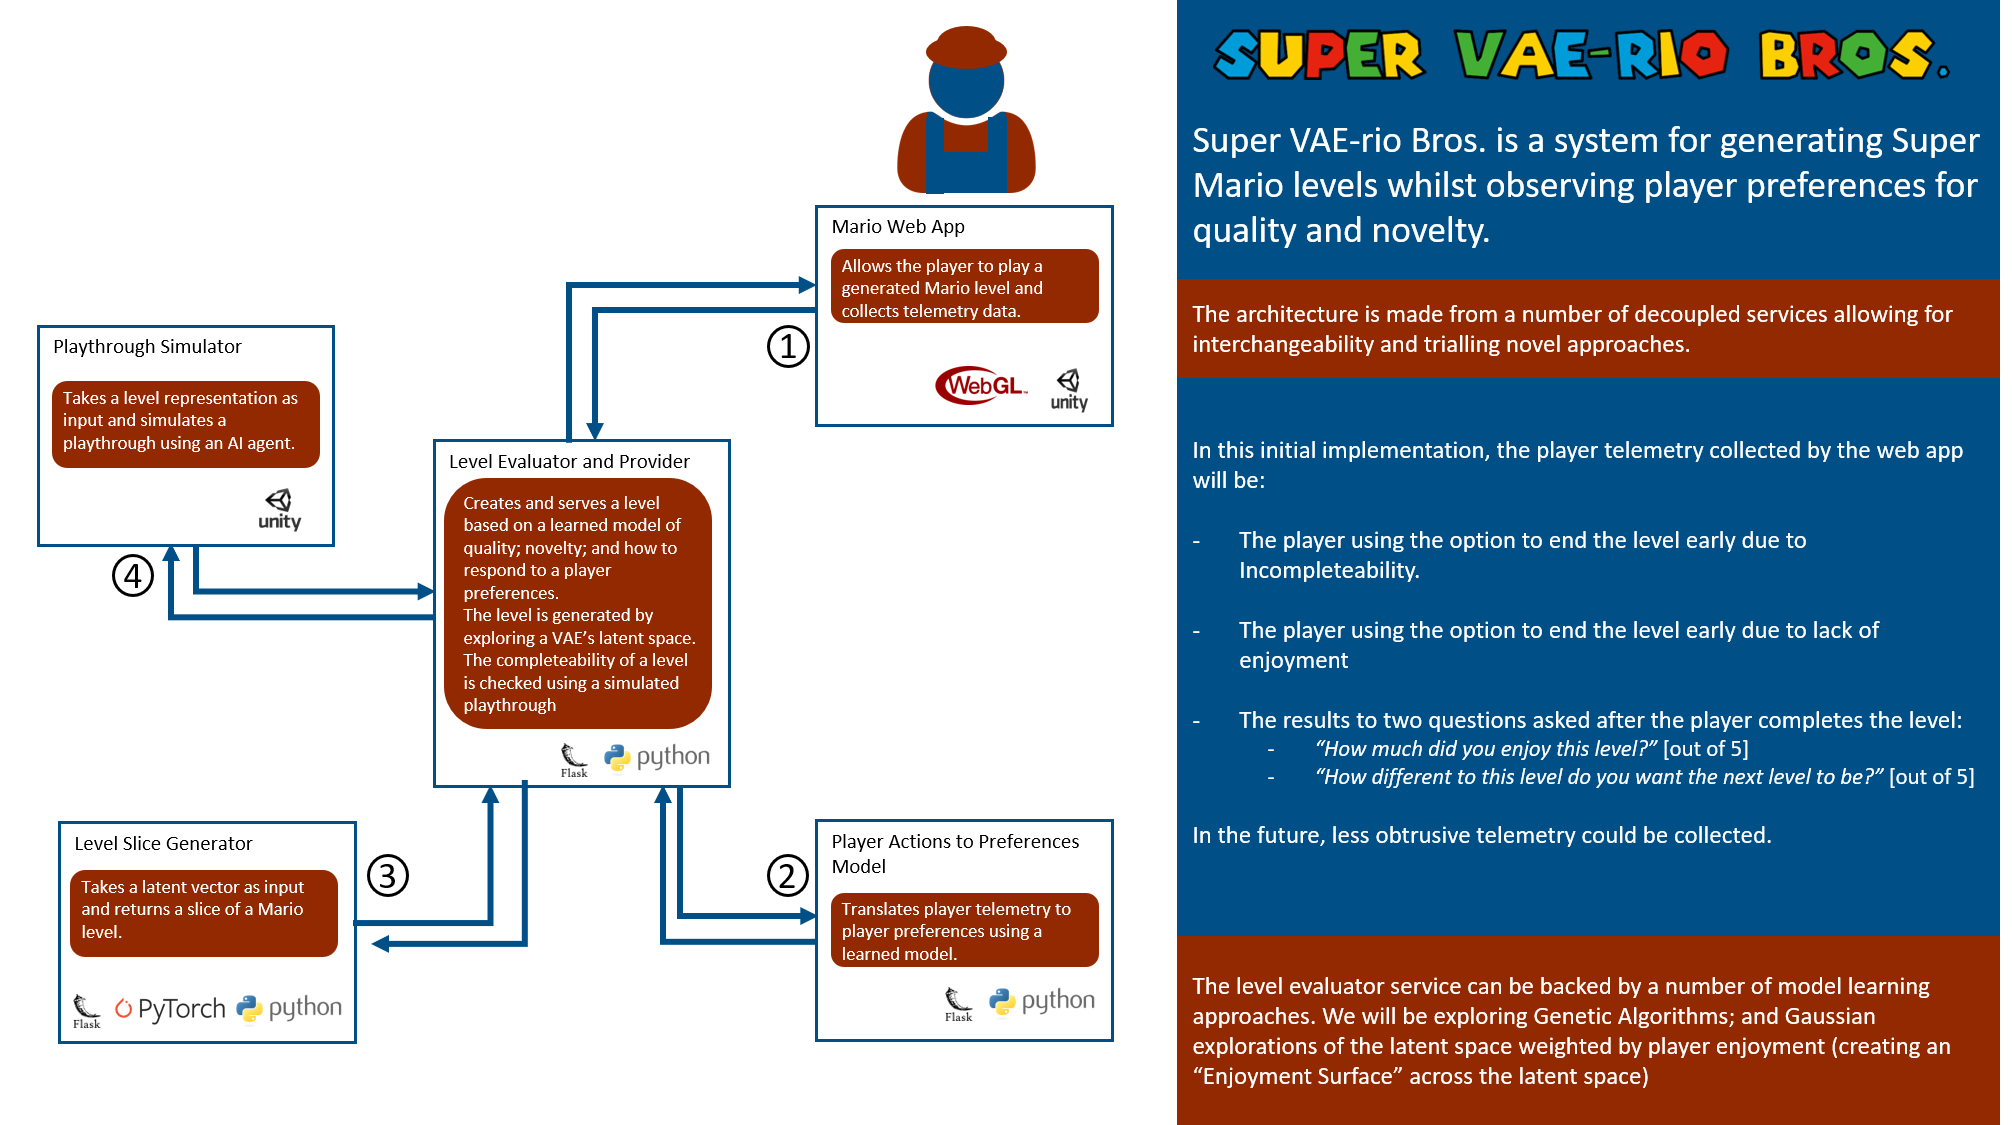 SUPER VAE-RIO BROS.
Super VAE-rio Bros. is a system for generating Super
Mario levels whilst observing player preferences for
quality and novelty.
The architecture is made from a number of decoupled services allowing for
interchangeability and trialling novel approaches.
In this initial implementation, the player telemetry collected by the web app
will be:
- The player using the option to end the level early due to
Incompleteability.
- The player using the option to end the level early due to lack of
enjoyment
- The results to two questions asked after the player completes the level:
- “How much did you enjoy this level?” [out of 5]
- “How different to this level do you want the next level to be?” [out of 5]
In the future, less obtrusive telemetry could be collected.
The level evaluator service can be backed by a number of model learning
approaches. We will be exploring Genetic Algorithms; and Gaussian
explorations of the latent space weighted by player enjoyment (creating an
“Enjoyment Surface” across the latent space)
Mario Web App
Allows the player to play a
generated Mario level and
collects telemetry data.
WebGL™
unity
1
Playthrough Simulator
Takes a level representation as
input and simulates a
playthrough using an AI agent.
unity
4
Level Evaluator and Provider
Creates and serves a level
based on a learned model of
quality; novelty; and how to
respond to a player
preferences.
The level is generated by
exploring a VAE’s latent space.
The completeability of a level
is checked using a simulated
playthrough
Flask
python
Level Slice Generator
Takes a latent vector as input
and returns a slice of a Mario
level.
Flask
PyTorch
python
3
2
Player Actions to Preferences
Model
Translates player telemetry to
player preferences using a
learned model.
Flask
python